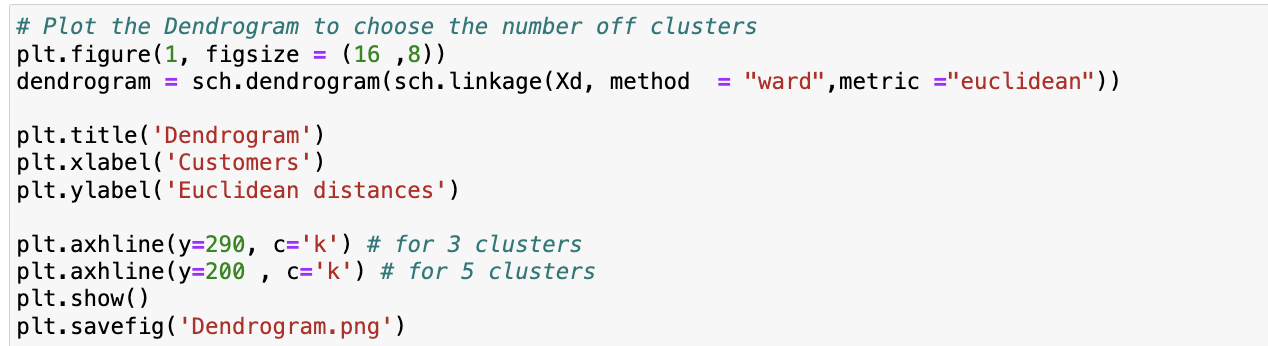 # Plot the Dendrogram to choose the number off clusters
plt.figure(1, figsize = (16 ,8))
dendrogram = sch.dendrogram(sch.linkage(Xd, method  = "ward",metric ="euclidean"))
plt.title('Dendrogram')
plt.xlabel('Customers')
plt.ylabel('Euclidean distances')
plt.axhline(y=290, c='k') # for 3 clusters
plt.axhline(y=200 , c='k') # for 5 clusters
plt.show()
plt.savefig('Dendrogram.png')